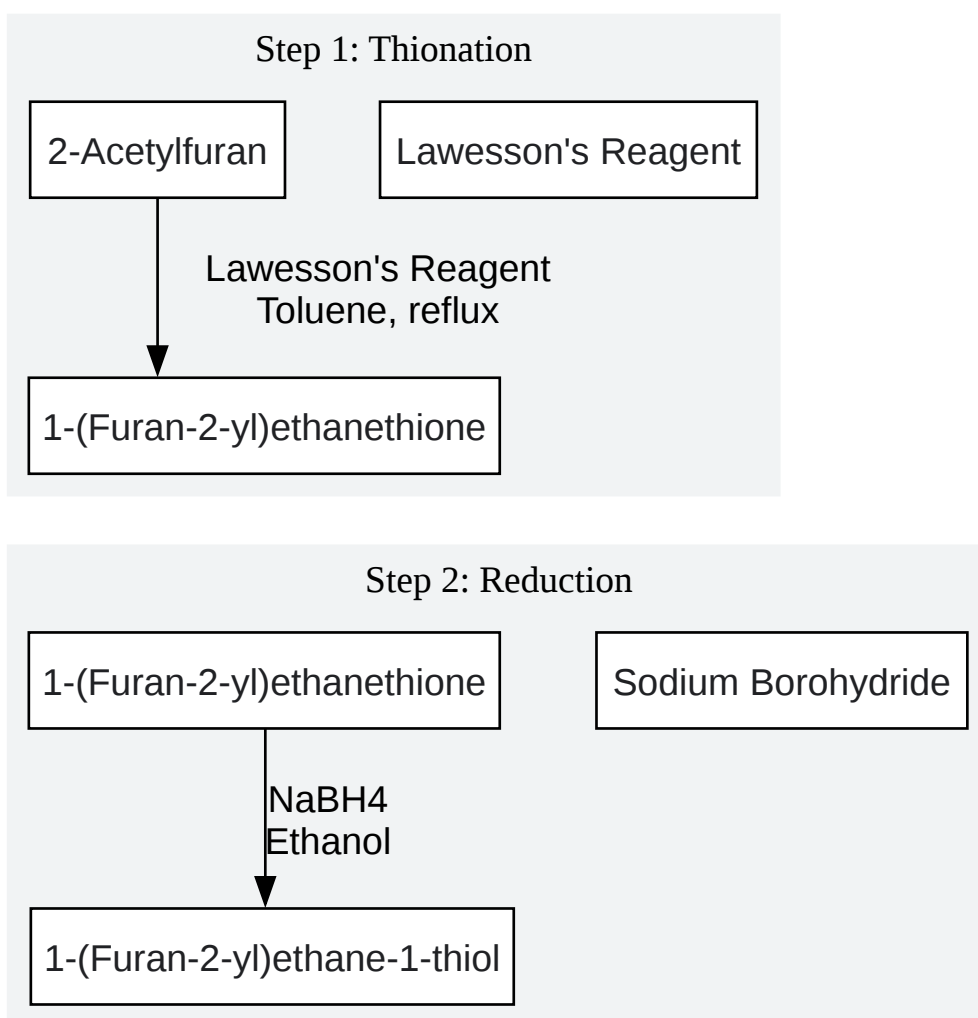 Step 1: Thionation
2-Acetylfuran
Lawesson's Reagent
Lawesson's Reagent
Toluene, reflux
1-(Furan-2-yl)ethanethione
Step 2: Reduction
1-(Furan-2-yl)ethanethione
Sodium Borohydride
NaBH4
Ethanol
1-(Furan-2-yl)ethane-1-thiol